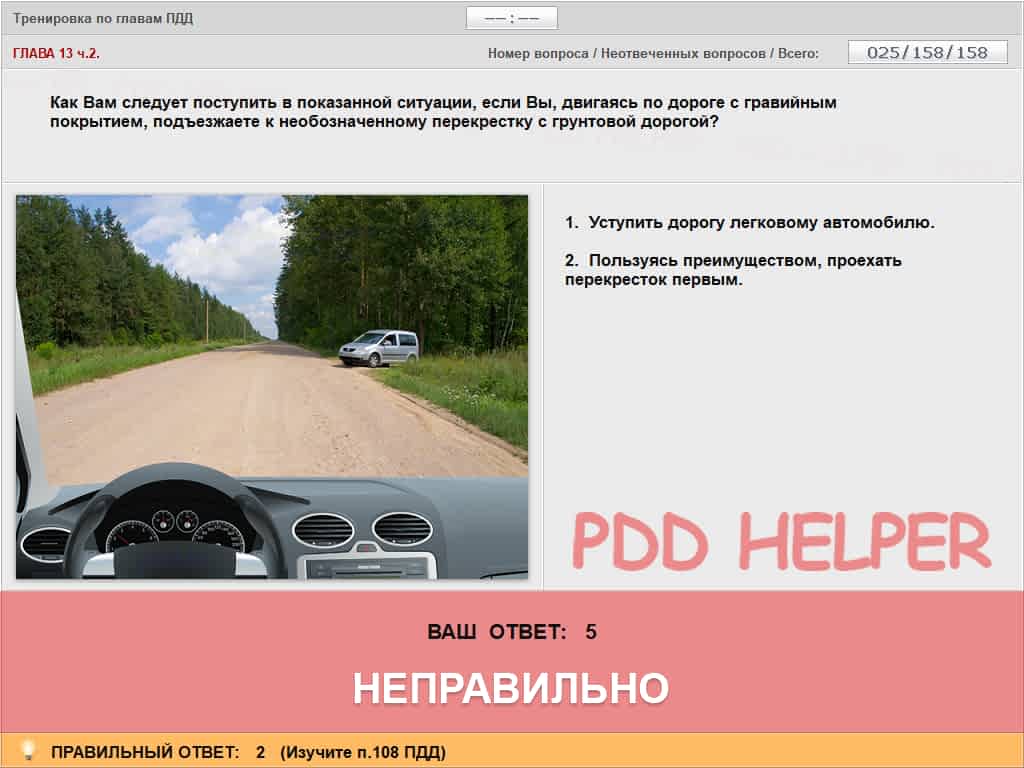 Тренировка по главам ПДД
—— : ——
ГЛАВА 13 ч.2.
Номер вопроса / Неотвеченных вопросов / Всего: 025/158/158
Как Вам следует поступить в показанной ситуации, если Вы, двигаясь по дороге с гравийным
покрытием, подъезжаете к необозначенному перекрестку с грунтовой дорогой?
1. Уступить дорогу легковому автомобилю.
2. Пользуясь преимуществом, проехать
перекресток первым.
PDD HELPER
ВАШ ОТВЕТ: 5
НЕПРАВИЛЬНО
ПРАВИЛЬНЫЙ ОТВЕТ: 2 (Изучите п.108 ПДД)